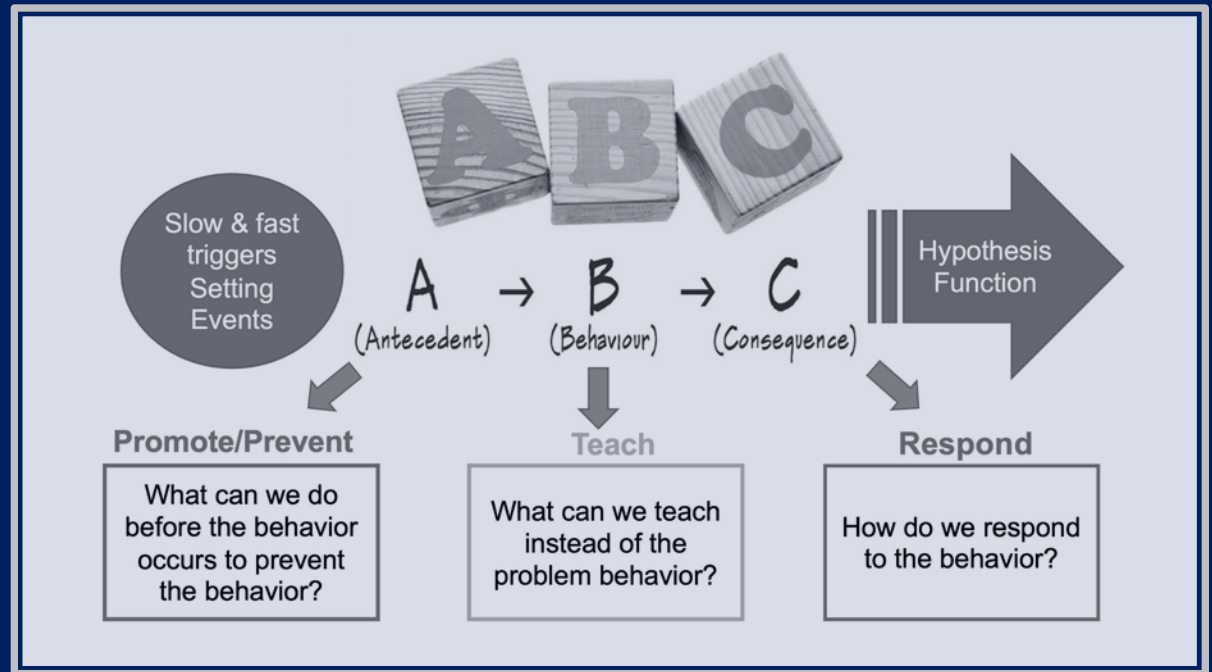 A B C
Slow & fast
triggers
Setting
Events
A → B → C
(Antecedent) (Behaviour) (Consequence)
Hypothesis
Function
Promote/Prevent
What can we do
before the behavior
occurs to prevent
the behavior?
Teach
What can we teach
instead of the
problem behavior?
Respond
How do we respond
to the behavior?